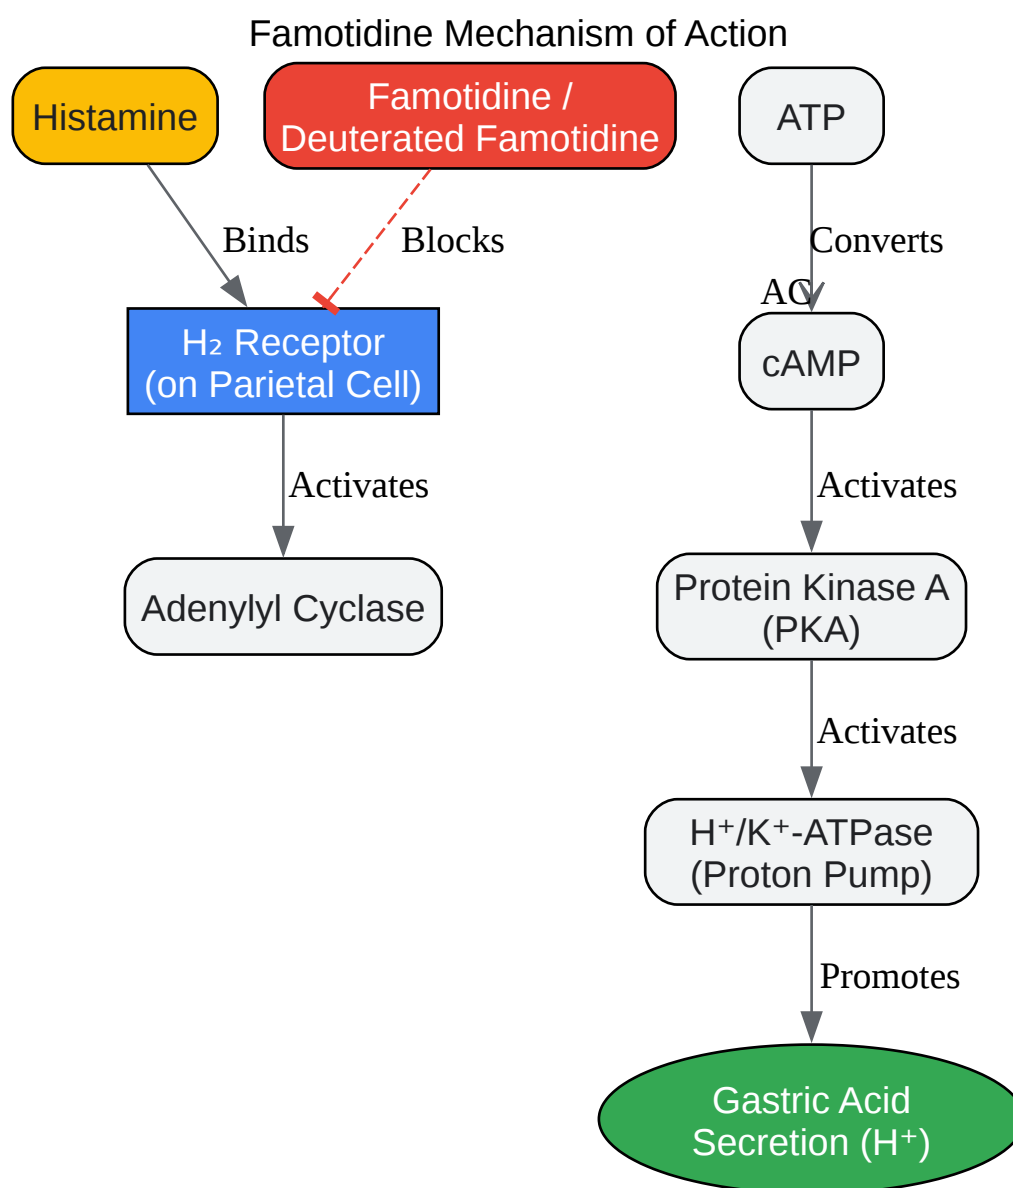 Famotidine Mechanism of Action
Histamine
Famotidine /
Deuterated Famotidine
ATP
Binds
Blocks
Converts
AC
H₂ Receptor
(on Parietal Cell)
cAMP
Activates
Activates
Adenylyl Cyclase
Protein Kinase A
(PKA)
Activates
H⁺/K⁺-ATPase
(Proton Pump)
Promotes
Gastric Acid
Secretion (H⁺)